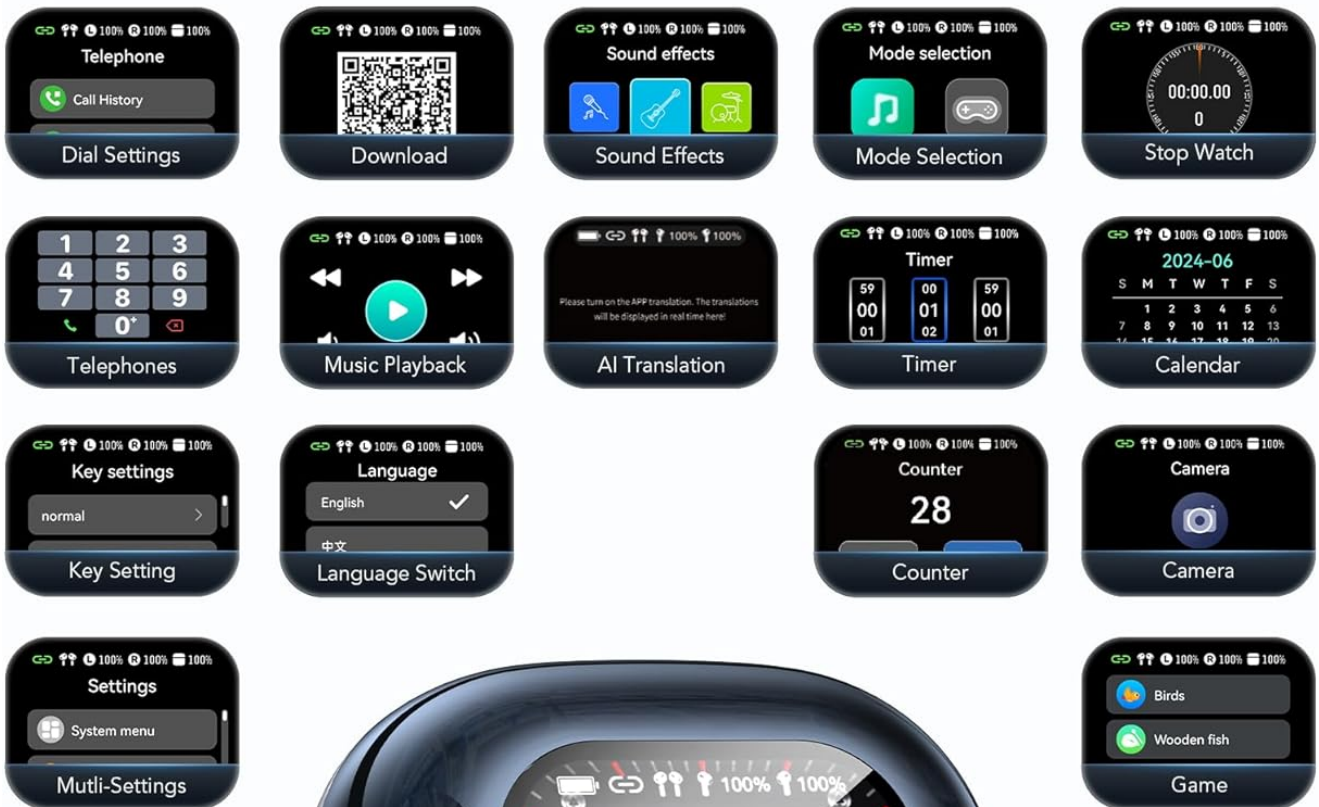 L 100% R 100% 100%
Telephone
Call History
Dial Settings
L 100% R 100% 100%
Download
L 100% R 100% 100%
Sound effects
Sound Effects
L 100% R 100% 100%
Mode selection
Mode Selection
L 100% R 100% 100%
00:00.00
0
Stop Watch
1 2 3
4 5 6
7 8 9
0+
Telephones
L 100% R 100% 100%
Music Playback
100% 100%
Please turn on the APP translation. The translations
will be displayed in real time here!
AI Translation
L 100% R 100% 100%
Timer
59 00 59
00 01 00
01 02 01
Timer
L 100% R 100% 100%
2024-06
S M T W T F S
1 2 3 4 5 6
7 8 9 10 11 12 13
14 15 16 17 18 19 20
Calendar
L 100% R 100% 100%
Key settings
normal
Key Setting
L 100% R 100% 100%
Language
English
中文
Language Switch
L 100% R 100% 100%
Counter
28
Counter
L 100% R 100% 100%
Camera
Camera
L 100% R 100% 100%
Settings
System menu
Mutli-Settings
100% 100%
L 100% R 100% 100%
Birds
Wooden fish
Game